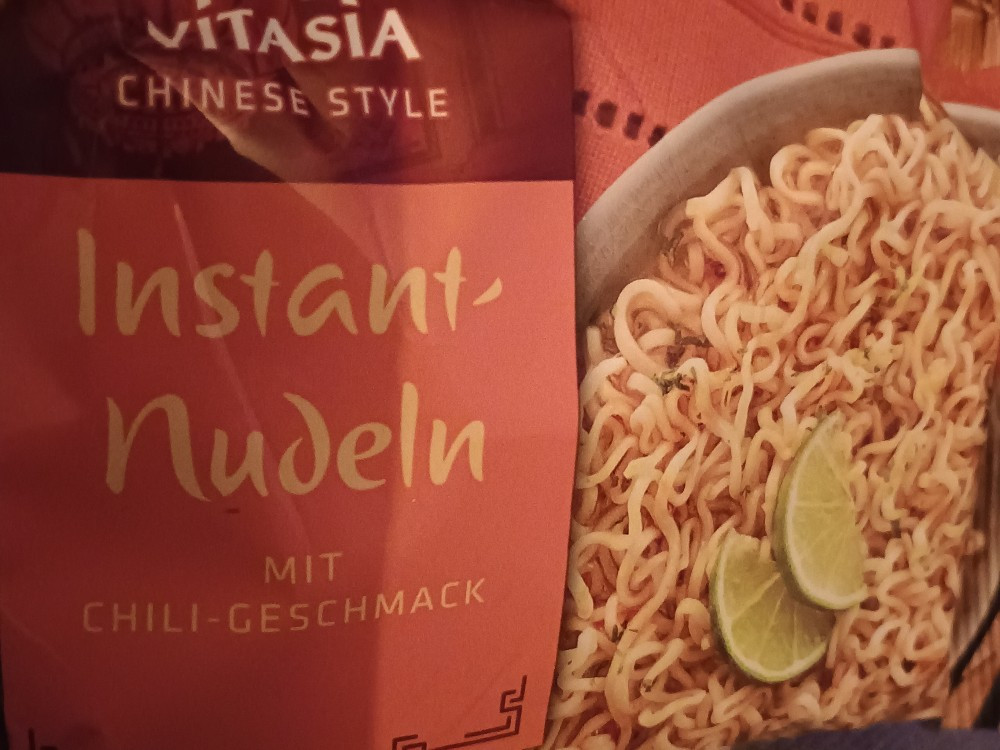 VITASIA
CHINESE STYLE
Instant-
Nudeln
MIT
CHILI-GESCHMACK